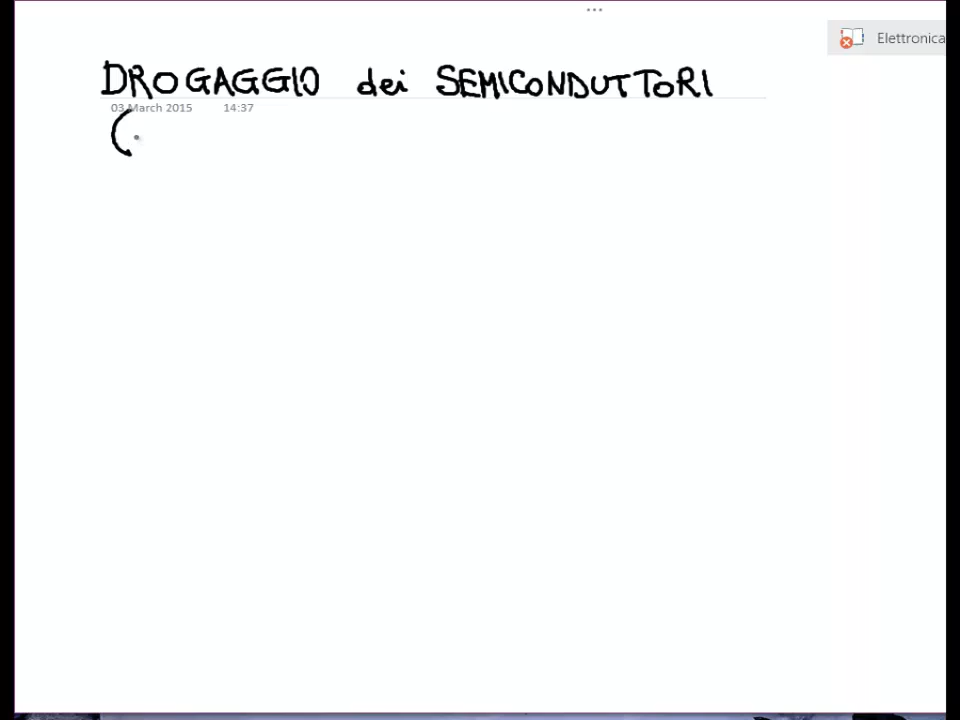 Elettronica
DROGAGGIO dei SEMICONDUTTORI
03 March 2015 14:37
(